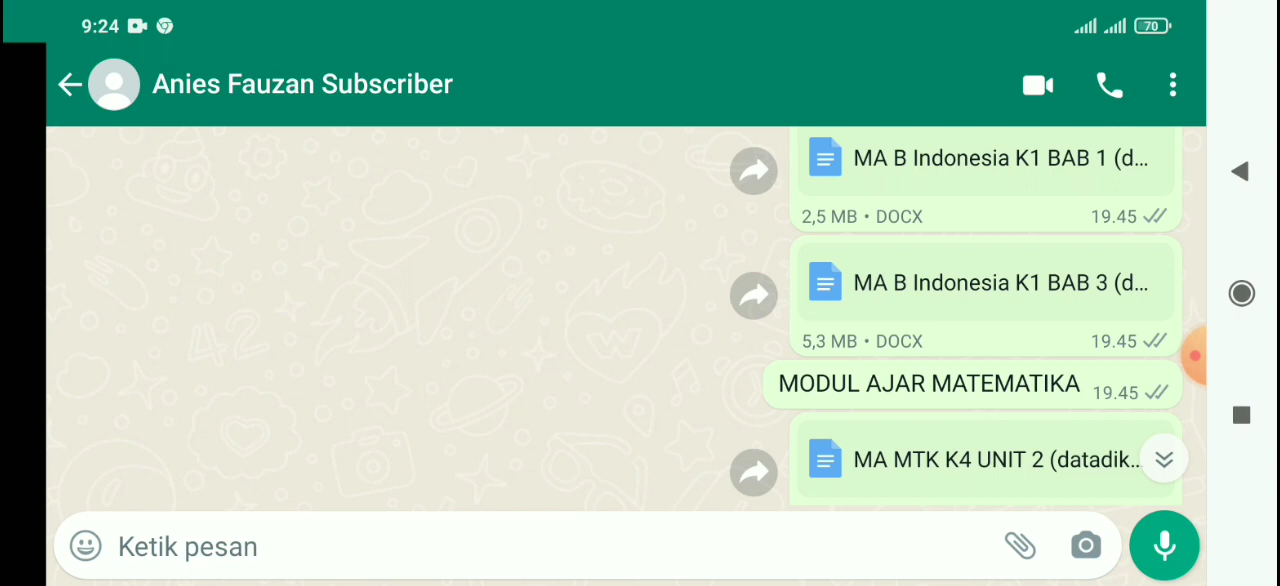 9:24
70
Anies Fauzan Subscriber
MA B Indonesia K1 BAB 1 (d...
2,5 MB • DOCX 19.45
MA B Indonesia K1 BAB 3 (d...
5,3 MB • DOCX 19.45
MODUL AJAR MATEMATIKA 19.45
MA MTK K4 UNIT 2 (datadik...
Ketik pesan